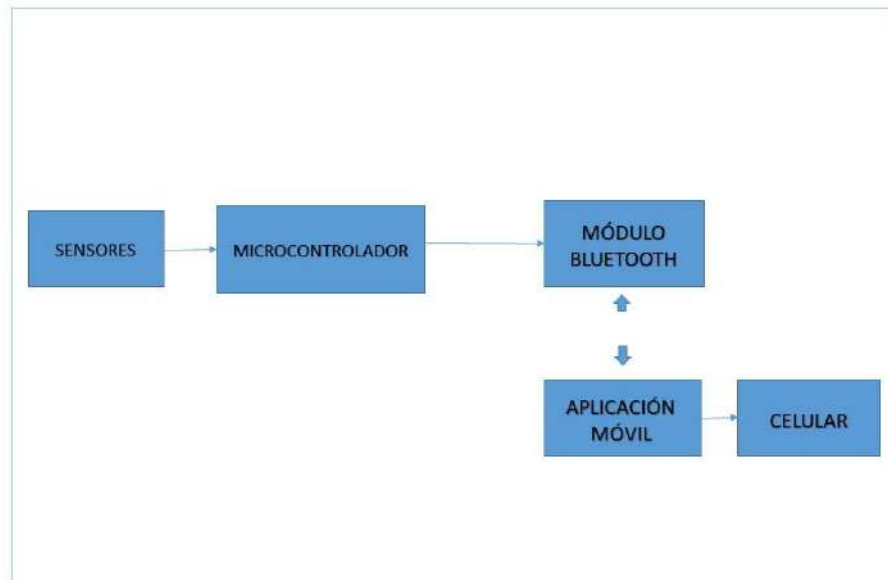 SENSORES
MICROCONTROLADOR
MÓDULO
BLUETOOTH
APLICACIÓN
MÓVIL
CELULAR